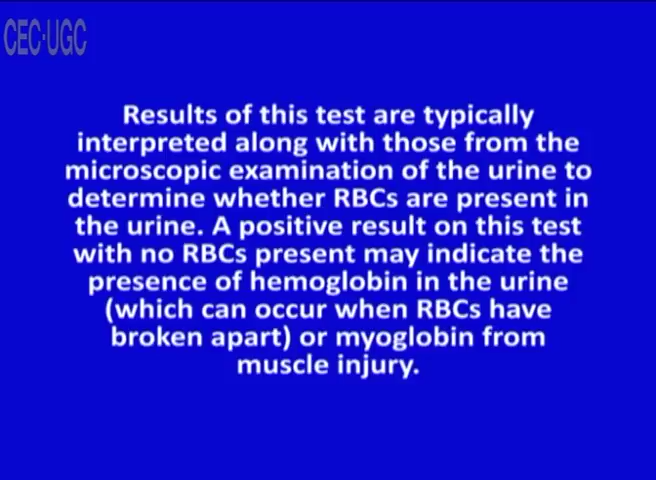 CEC-UGC
Results of this test are typically
interpreted along with those from the
microscopic examination of the urine to
determine whether RBCs are present in
the urine. A positive result on this test
with no RBCs present may indicate the
presence of hemoglobin in the urine
(which can occur when RBCs have
broken apart) or myoglobin from
muscle injury.